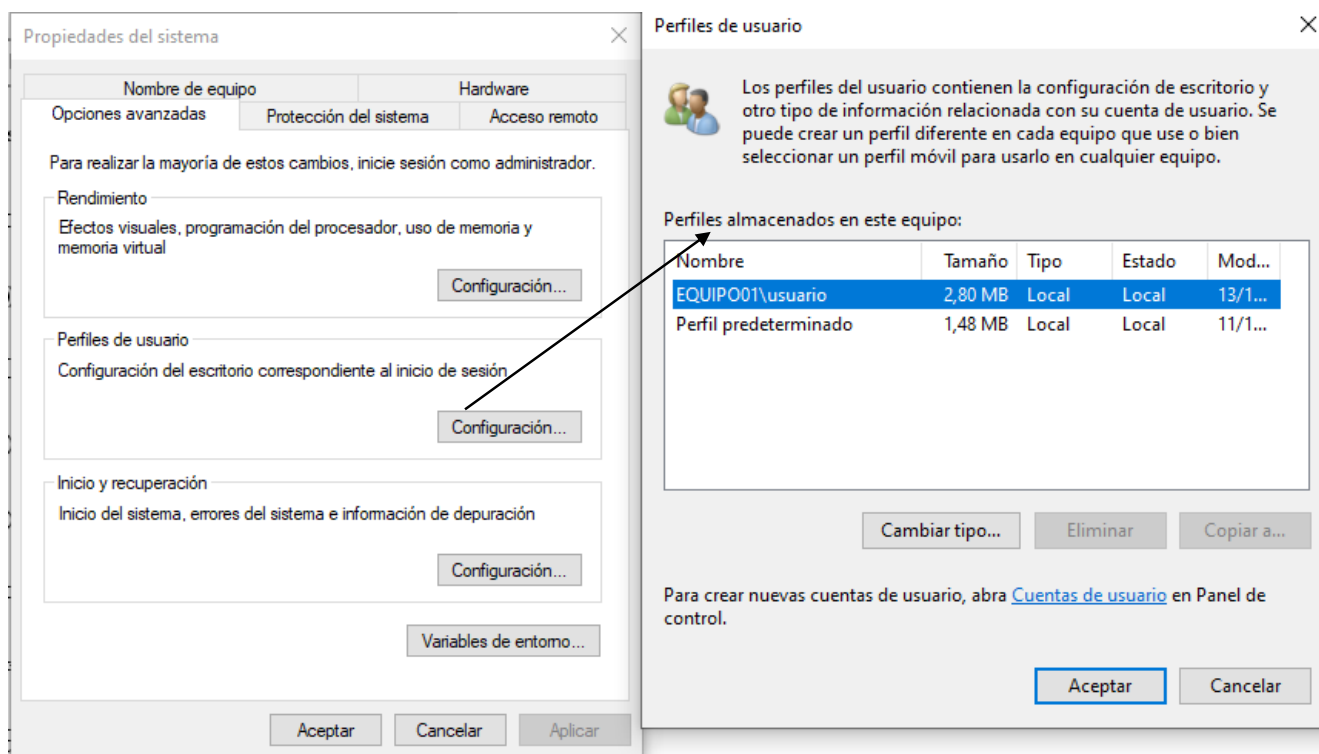 Propiedades del sistema
Nombre de equipo
Hardware
Opciones avanzadas
Protección del sistema
Acceso remoto
Para realizar la mayoría de estos cambios, inicie sesión como administrador.
Rendimiento
Efectos visuales, programación del procesador, uso de memoria y
memoria virtual
Configuración...
Perfiles de usuario
Configuración del escritorio correspondiente al inicio de sesión
Configuración...
Inicio y recuperación
Inicio del sistema, errores del sistema e información de depuración
Configuración...
Variables de entorno...
Aceptar Cancelar Aplicar
Perfiles de usuario
Los perfiles del usuario contienen la configuración de escritorio y
otro tipo de información relacionada con su cuenta de usuario. Se
puede crear un perfil diferente en cada equipo que use o bien
seleccionar un perfil móvil para usarlo en cualquier equipo.
Perfiles almacenados en este equipo:
Nombre Tamaño Tipo Estado Mod...
EQUIPO01\usuario 2,80 MB Local Local 13/1...
Perfil predeterminado 1,48 MB Local Local 11/1...
Cambiar tipo... Eliminar Copiar a...
Para crear nuevas cuentas de usuario, abra Cuentas de usuario en Panel de
control.
Aceptar Cancelar